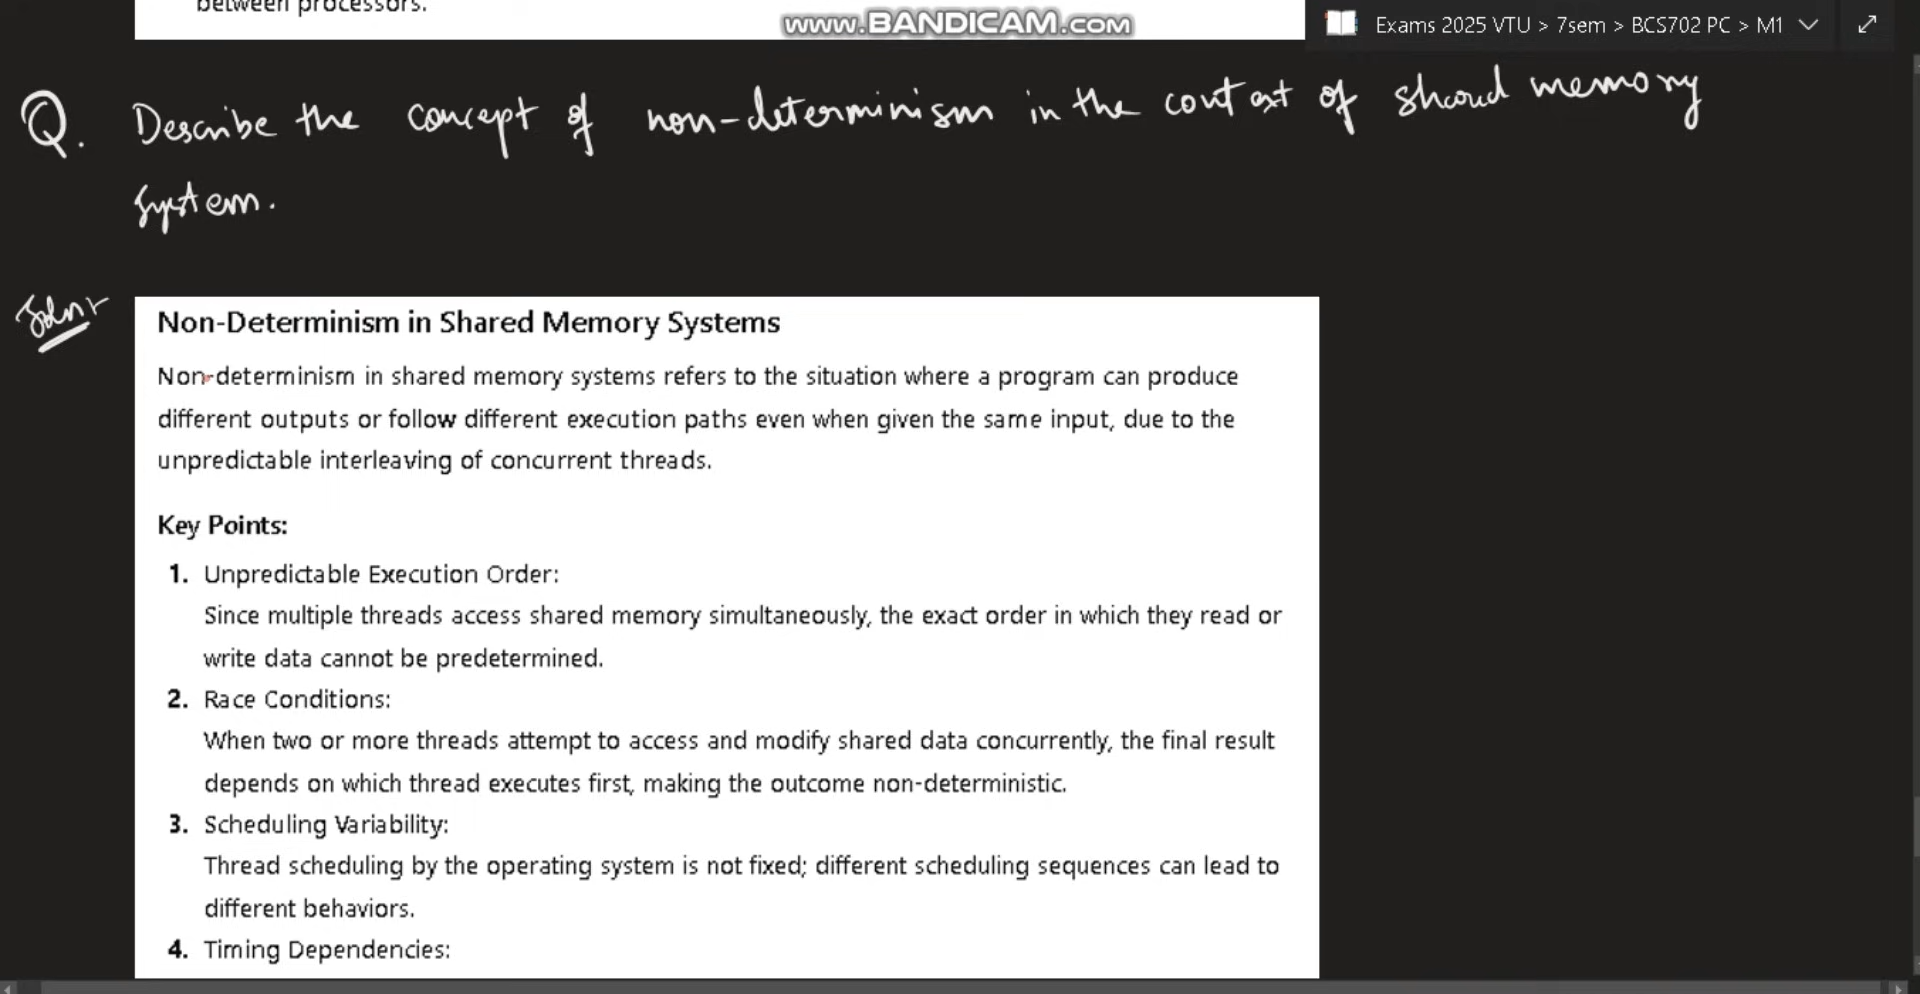 between processors.
www.BANDICAM.com
Exams 2025 VTU > 7sem > BCS702 PC > M1
Q. Describe the concept of non-determinism in the context of shared memory
system.
Soln
Non-Determinism in Shared Memory Systems
Non-determinism in shared memory systems refers to the situation where a program can produce
different outputs or follow different execution paths even when given the same input, due to the
unpredictable interleaving of concurrent threads.
Key Points:
1. Unpredictable Execution Order:
Since multiple threads access shared memory simultaneously, the exact order in which they read or
write data cannot be predetermined.
2. Race Conditions:
When two or more threads attempt to access and modify shared data concurrently, the final result
depends on which thread executes first, making the outcome non-deterministic.
3. Scheduling Variability:
Thread scheduling by the operating system is not fixed; different scheduling sequences can lead to
different behaviors.
4. Timing Dependencies: